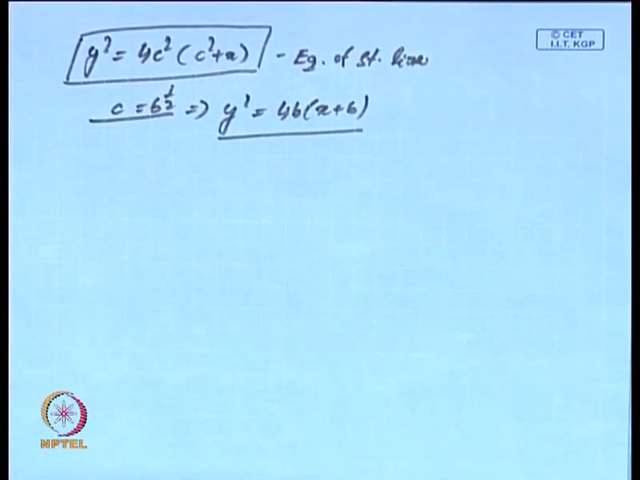 y² = 4c² (c²+x) - Eq. of St. line
© CET
I.I.T. KGP
c = b^½ => y² = 4b(x+b)
NPTEL